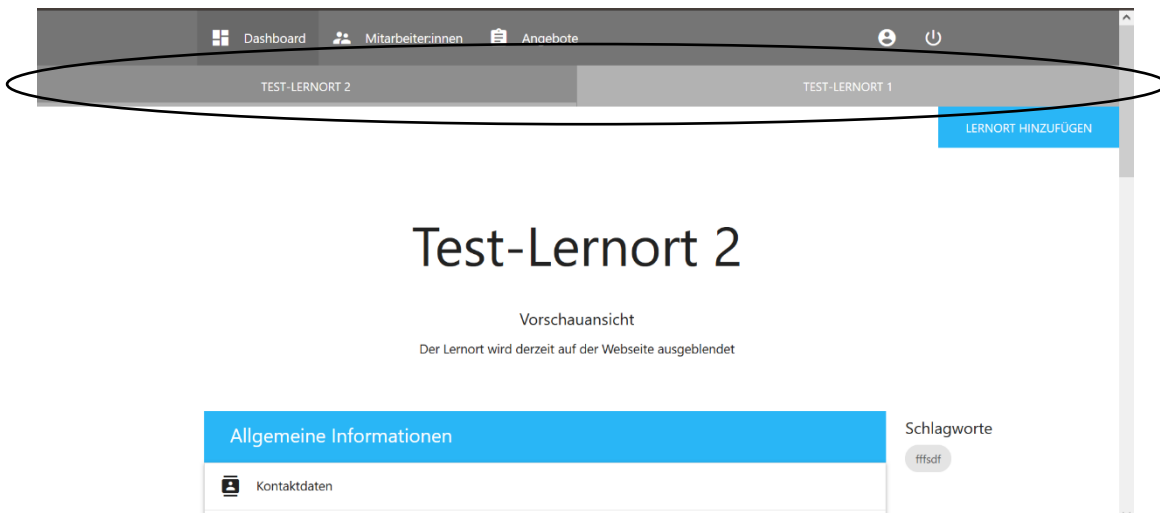 Dashboard Mitarbeiter:innen Angebote
TEST-LERNORT 2 TEST-LERNORT 1
LERNORT HINZUFÜGEN
Test-Lernort 2
Vorschauansicht
Der Lernort wird derzeit auf der Webseite ausgeblendet
Allgemeine Informationen
Kontaktdaten
Schlagworte
fffsdf